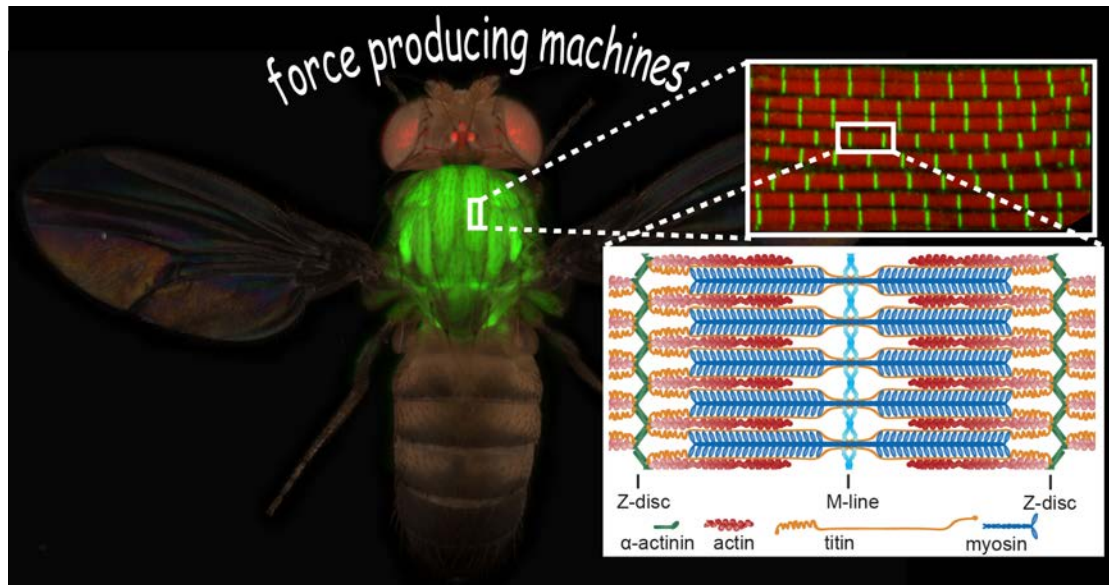 force producing machines
Z-disc
M-line
Z-disc
α-actinin
actin
titin
myosin